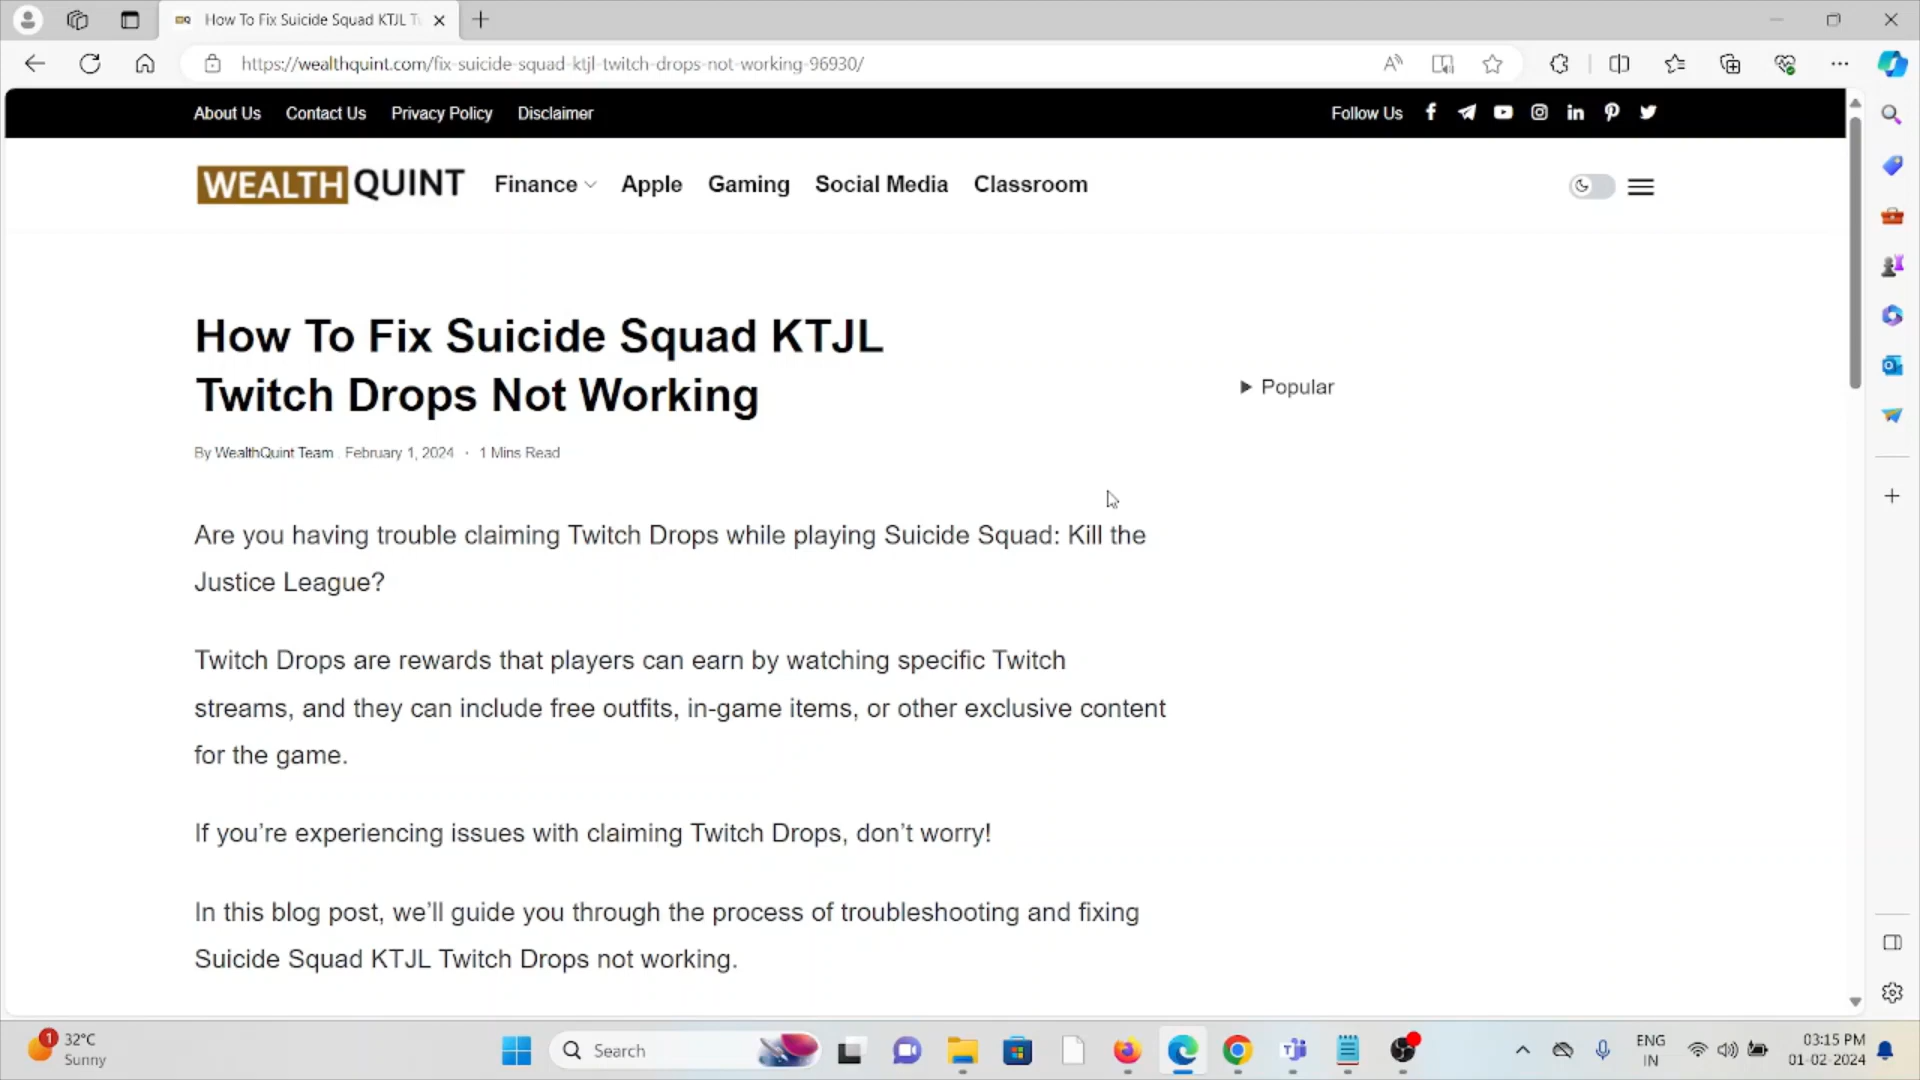 How To Fix Suicide Squad KTJL T
https://wealthquint.com/fix-suicide-squad-ktjl-twitch-drops-not-working-96930/
About Us Contact Us Privacy Policy Disclaimer Follow Us
WEALTH QUINT Finance Apple Gaming Social Media Classroom
How To Fix Suicide Squad KTJL
Twitch Drops Not Working
Popular
By WealthQuint Team . February 1, 2024 · 1 Mins Read
Are you having trouble claiming Twitch Drops while playing Suicide Squad: Kill the
Justice League?
Twitch Drops are rewards that players can earn by watching specific Twitch
streams, and they can include free outfits, in-game items, or other exclusive content
for the game.
If you’re experiencing issues with claiming Twitch Drops, don’t worry!
In this blog post, we’ll guide you through the process of troubleshooting and fixing
Suicide Squad KTJL Twitch Drops not working.
1 32°C
Sunny
Search
ENG
IN
03:15 PM
01-02-2024